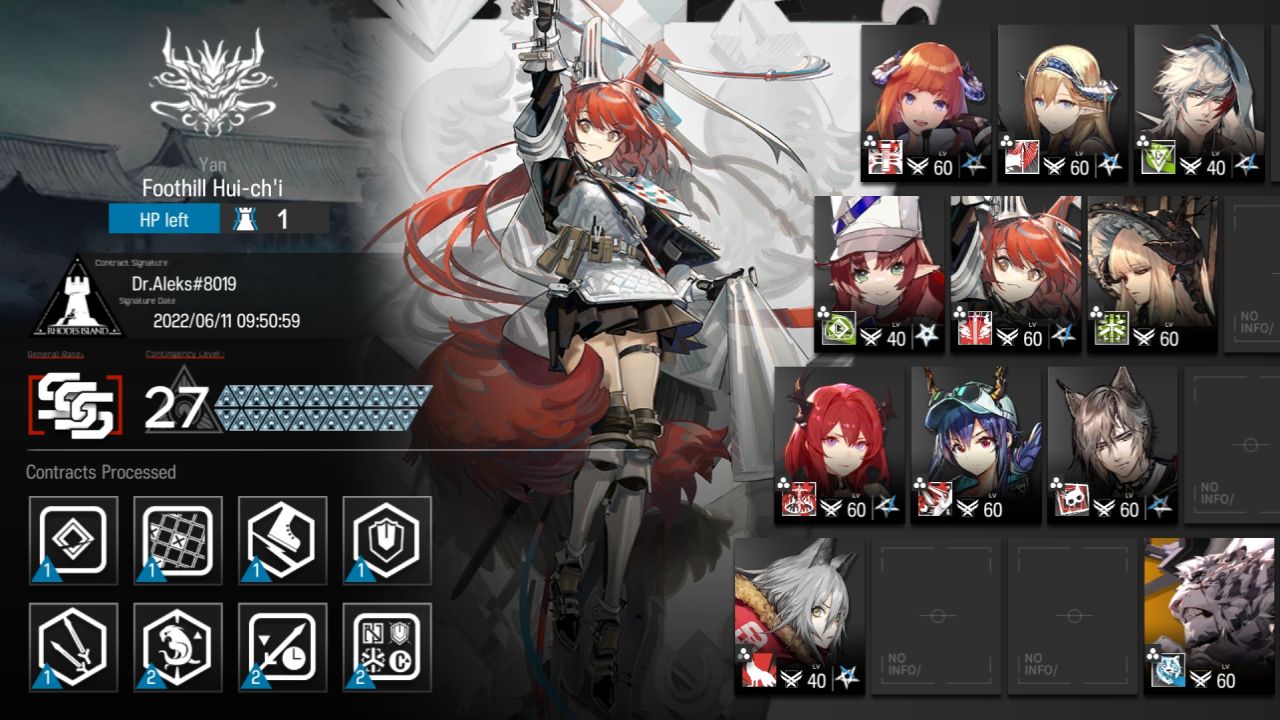 Yan
Foothill Hui-ch'i
HP left 1
Contract Signature
Dr.Aleks#8019
Signature Date
2022/06/11 09:50:59
RHODES ISLAND
General Rate:
Contingency Level :
SSS
27
Contracts Processed
1 1 1 1
1 2 2 2
LV 60
LV 60
LV 40
LV 40
LV 60
LV 60
NO INFO/
LV 60
LV 60
LV 60
NO INFO/
LV 40
NO INFO/
NO INFO/
LV 60